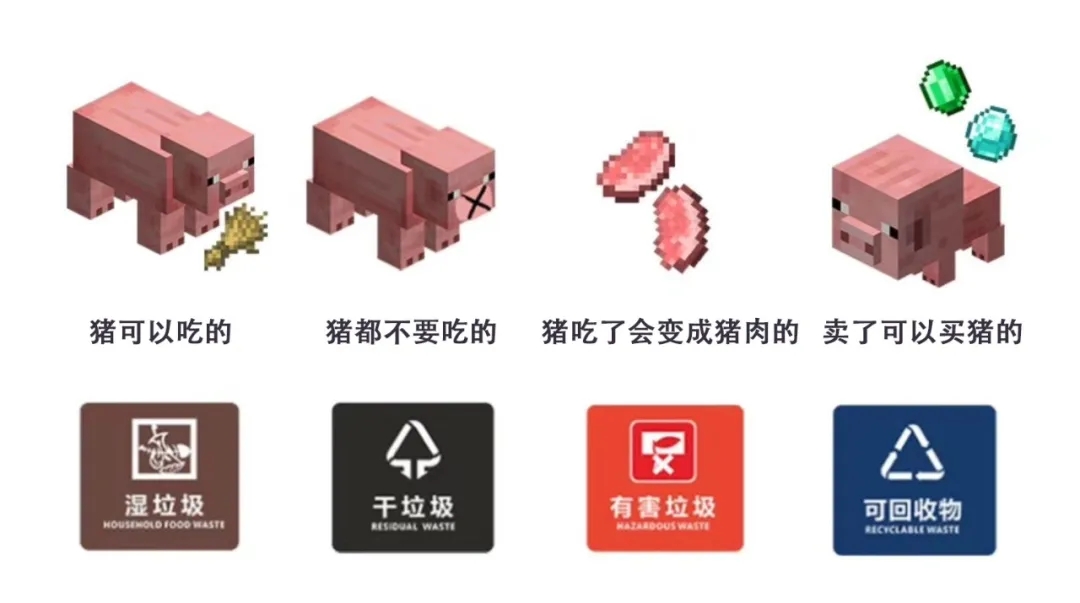 猪可以吃的
猪都不要吃的
猪吃了会变成猪肉的
卖了可以买猪的
湿垃圾
HOUSEHOLD FOOD WASTE
干垃圾
RESIDUAL WASTE
有害垃圾
HAZARDOUS WASTE
可回收物
RECYCLABLE WASTE